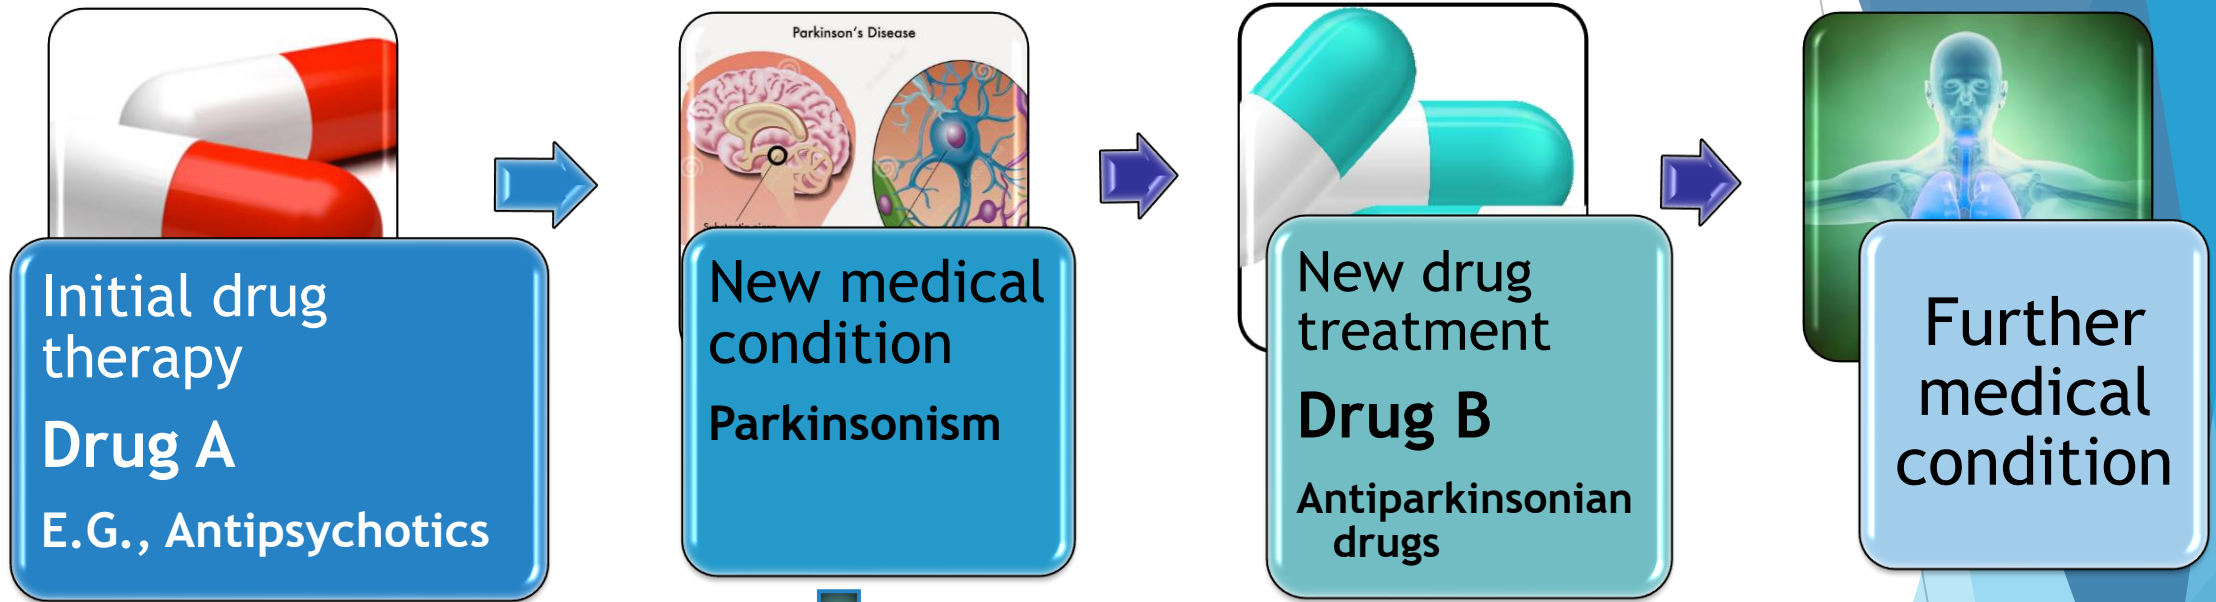 Parkinson's Disease
Initial drug
therapy
Drug A
E.G., Antipsychotics
New medical
condition
Parkinsonism
New drug
treatment
Drug B
Antiparkinsonian
drugs
Further
medical
condition